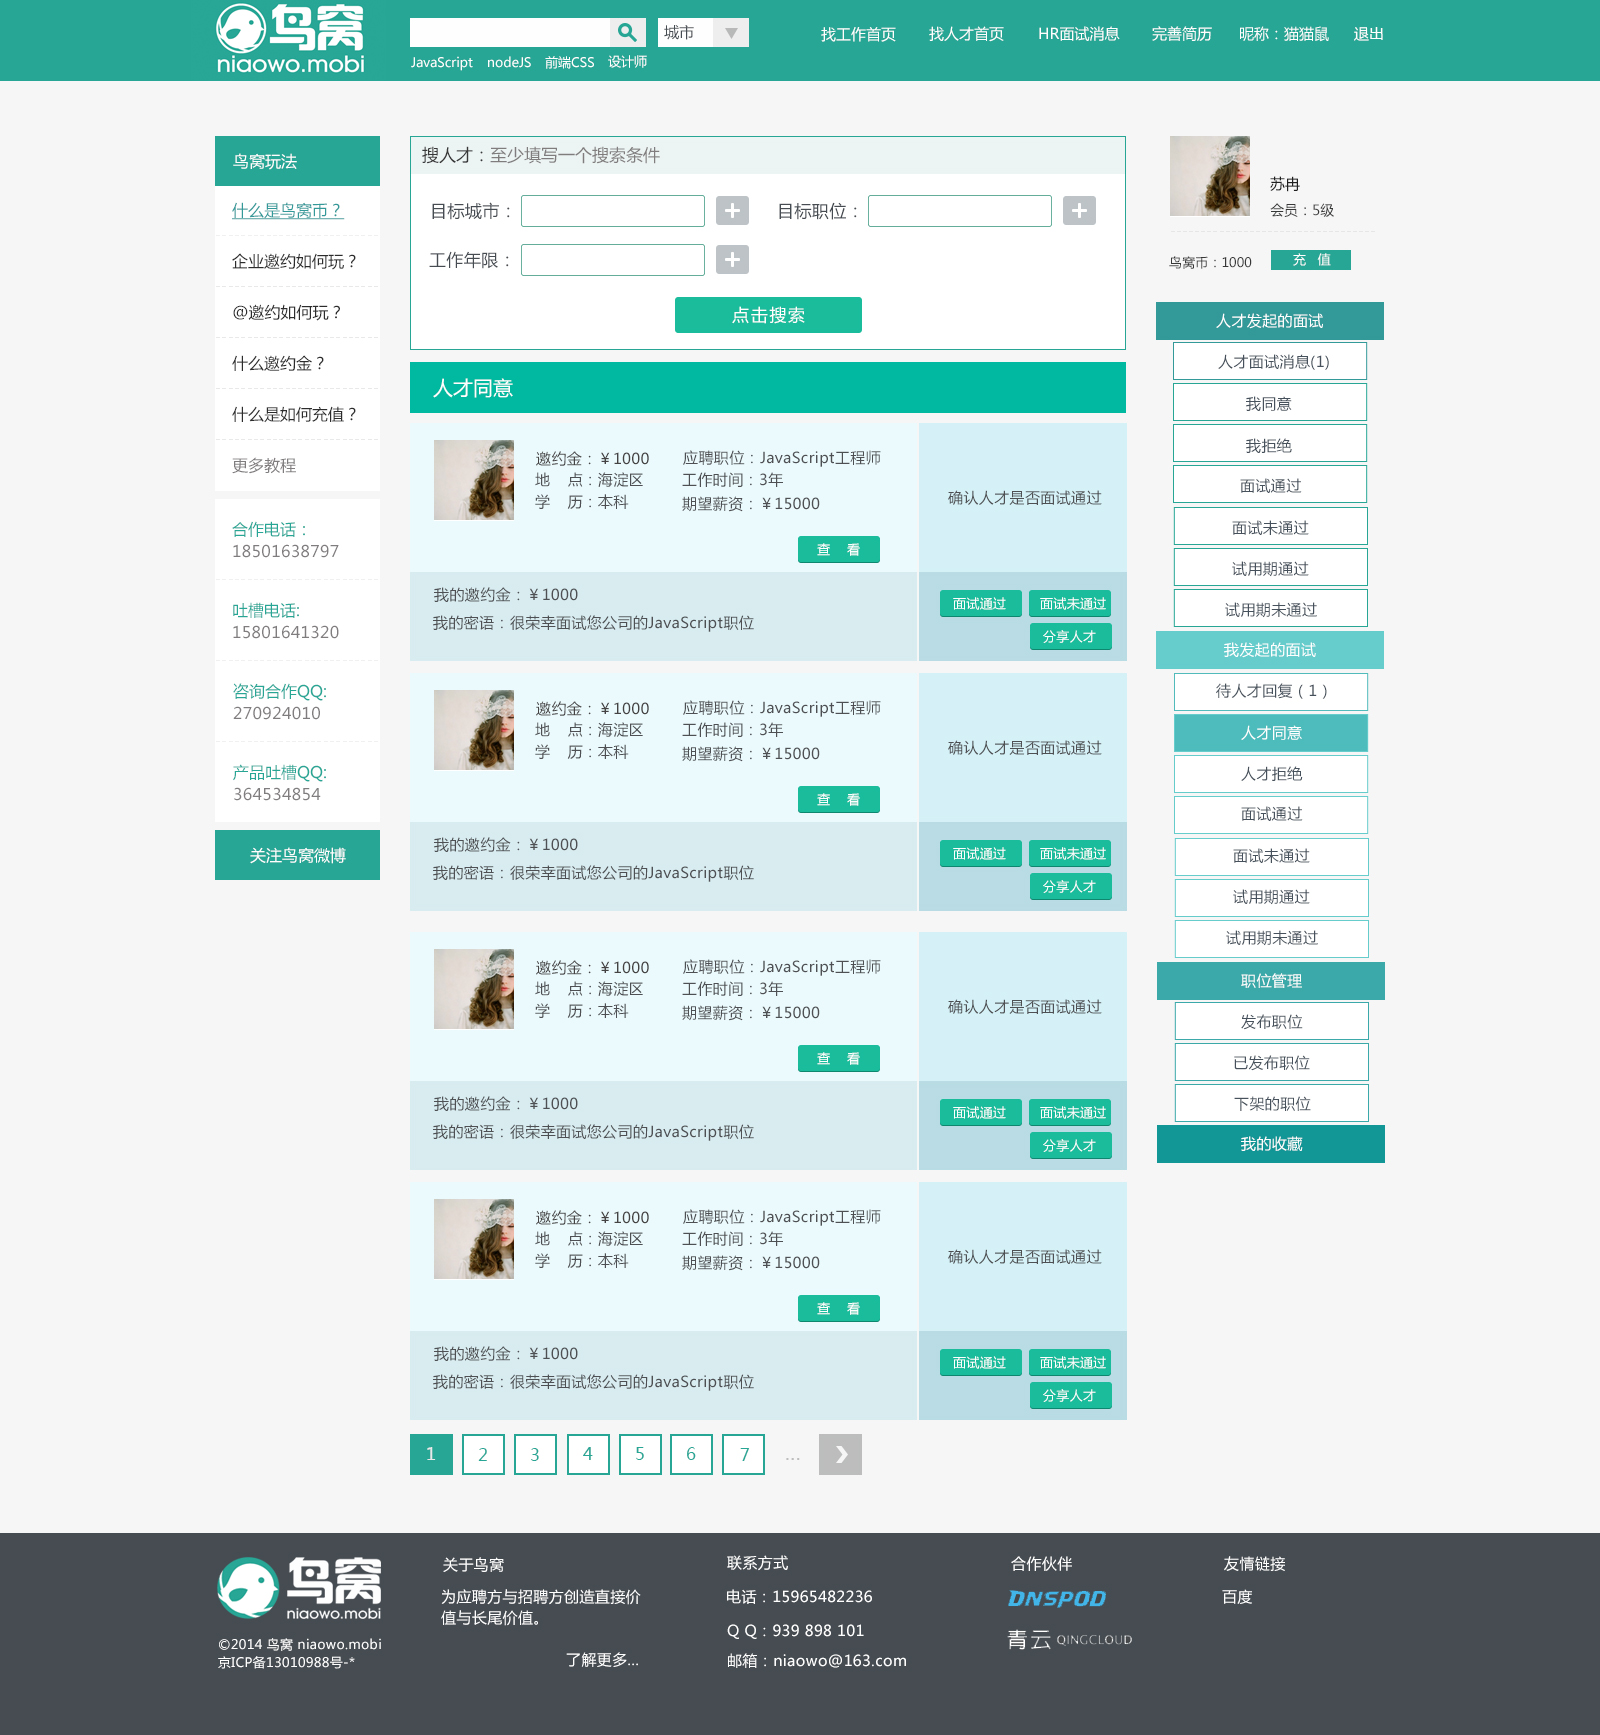 鸟窝
niaowo.mobi
城市
JavaScript nodeJS 前端CSS 设计师
找工作首页 找人才首页 HR面试消息 完善简历 昵称：猫猫鼠 退出
鸟窝玩法
什么是鸟窝币？
企业邀约如何玩？
@邀约如何玩？
什么邀约金？
什么是如何充值？
更多教程
合作电话：
18501638797
吐槽电话:
15801641320
咨询合作QQ:
270924010
产品吐槽QQ:
364534854
关注鸟窝微博
搜人才：至少填写一个搜索条件
目标城市： 目标职位：
工作年限：
点击搜索
人才同意
邀约金：¥1000 应聘职位：JavaScript工程师
地 点：海淀区 工作时间：3年
学 历：本科 期望薪资：¥15000
确认人才是否面试通过
查 看
我的邀约金：¥1000
我的密语：很荣幸面试您公司的JavaScript职位
面试通过 面试未通过
分享人才
邀约金：¥1000 应聘职位：JavaScript工程师
地 点：海淀区 工作时间：3年
学 历：本科 期望薪资：¥15000
确认人才是否面试通过
查 看
我的邀约金：¥1000
我的密语：很荣幸面试您公司的JavaScript职位
面试通过 面试未通过
分享人才
邀约金：¥1000 应聘职位：JavaScript工程师
地 点：海淀区 工作时间：3年
学 历：本科 期望薪资：¥15000
确认人才是否面试通过
查 看
我的邀约金：¥1000
我的密语：很荣幸面试您公司的JavaScript职位
面试通过 面试未通过
分享人才
邀约金：¥1000 应聘职位：JavaScript工程师
地 点：海淀区 工作时间：3年
学 历：本科 期望薪资：¥15000
确认人才是否面试通过
查 看
我的邀约金：¥1000
我的密语：很荣幸面试您公司的JavaScript职位
面试通过 面试未通过
分享人才
1 2 3 4 5 6 7 ...
苏冉
会员：5级
鸟窝币：1000 充 值
人才发起的面试
人才面试消息(1)
我同意
我拒绝
面试通过
面试未通过
试用期通过
试用期未通过
我发起的面试
待人才回复（1）
人才同意
人才拒绝
面试通过
面试未通过
试用期通过
试用期未通过
职位管理
发布职位
已发布职位
下架的职位
我的收藏
鸟窝
niaowo.mobi
©2014 鸟窝 niaowo.mobi
京ICP备13010988号-*
关于鸟窝
为应聘方与招聘方创造直接价
值与长尾价值。
了解更多...
联系方式
电话：15965482236
Q Q：939 898 101
邮箱：niaowo@163.com
合作伙伴
DNSPOD
青云 QINGCLOUD
友情链接
百度